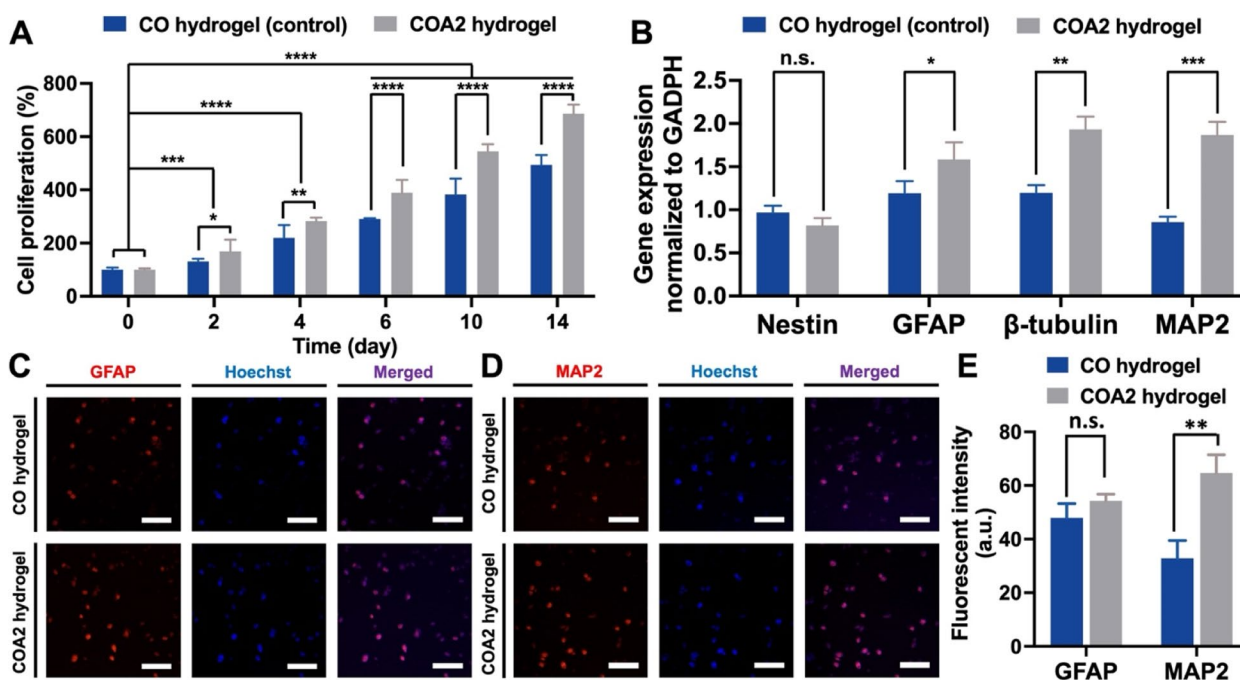 A
CO hydrogel (control)
COA2 hydrogel
Cell proliferation (%)
800
600
400
200
0
****
****
***
*
**
****
****
****
0 2 4 6 10 14
Time (day)
B
CO hydrogel (control)
COA2 hydrogel
Gene expression
normalized to GADPH
2.5
2.0
1.5
1.0
0.5
0.0
n.s.
*
**
***
Nestin GFAP β-tubulin MAP2
C
GFAP Hoechst Merged
CO hydrogel
COA2 hydrogel
D
MAP2 Hoechst Merged
CO hydrogel
COA2 hydrogel
E
CO hydrogel
COA2 hydrogel
Fluorescent intensity
(a.u.)
80
60
40
20
0
n.s.
**
GFAP MAP2